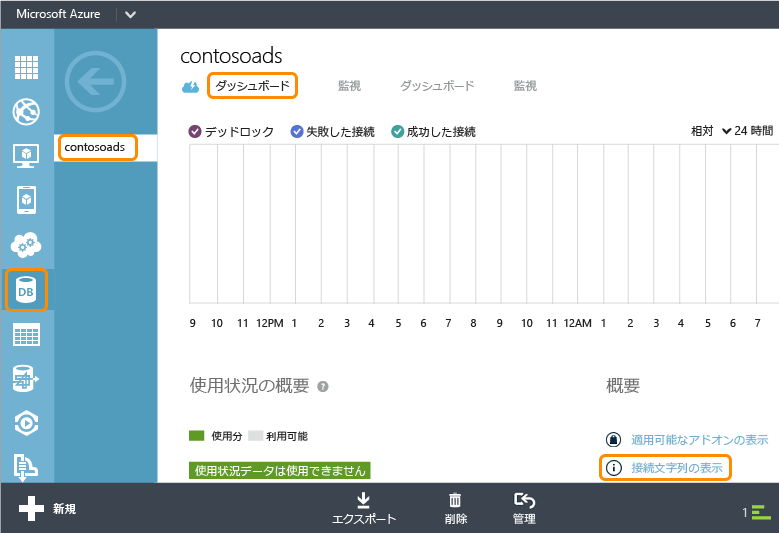 Microsoft Azure
contosoads
ダッシュボード 監視 ダッシュボード 監視
contosoads
デッドロック 失敗した接続 成功した接続 相対 24 時間
9 10 11 12PM 1 2 3 4 5 6 7 8 9 10 11 12AM 1 2 3 4 5 6 7
DB
使用状況の概要 ? 概要
使用分 利用可能
適用可能なアドオンの表示
使用状況データは使用できません
接続文字列の表示
新規 エクスポート 削除 管理 1